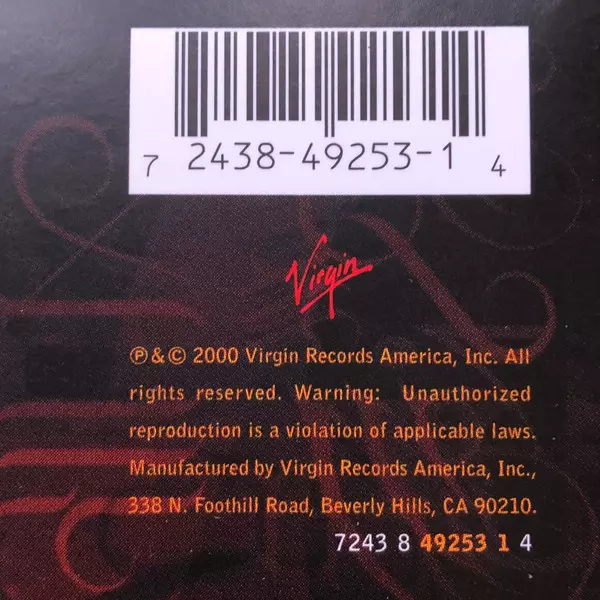 7 2438-49253-1 4
Virgin
℗&© 2000 Virgin Records America, Inc. All
rights reserved. Warning: Unauthorized
reproduction is a violation of applicable laws.
Manufactured by Virgin Records America, Inc.,
338 N. Foothill Road, Beverly Hills, CA 90210.
7243 8 49253 1 4